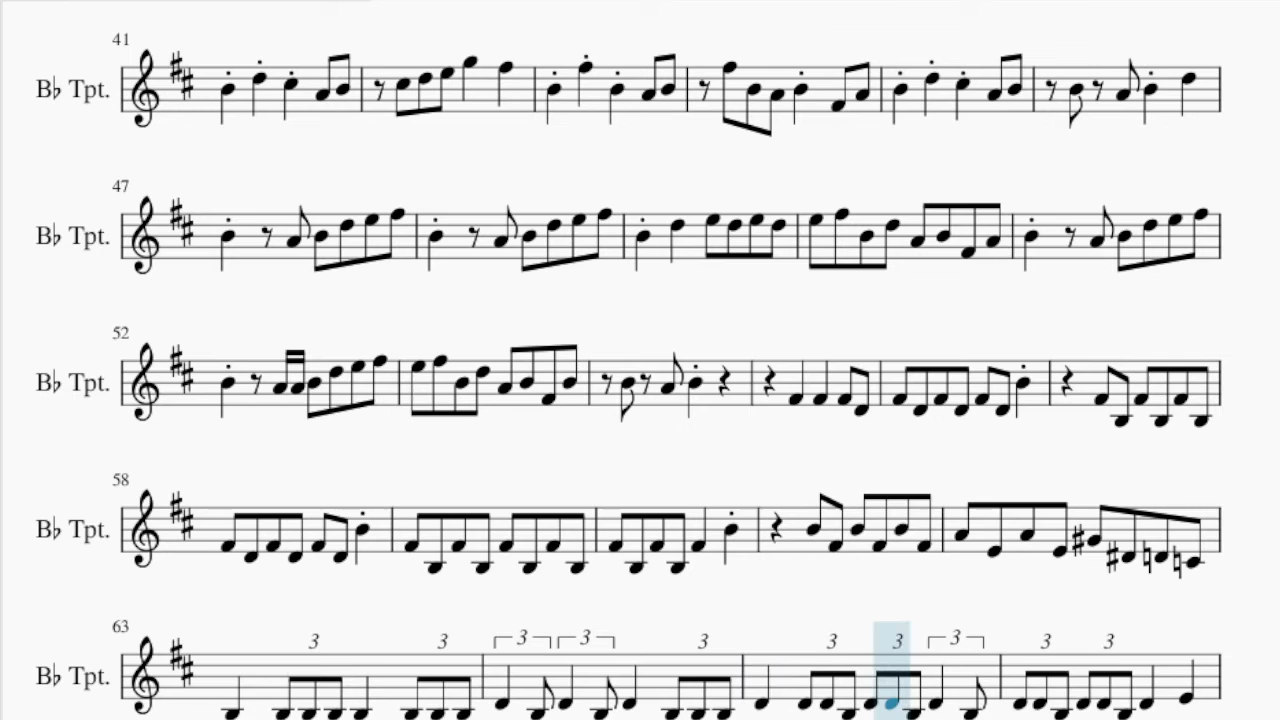 41
B♭ Tpt.
47
B♭ Tpt.
52
B♭ Tpt.
58
B♭ Tpt.
63
3 3 3 3 3 3 3 3 3 3
B♭ Tpt.